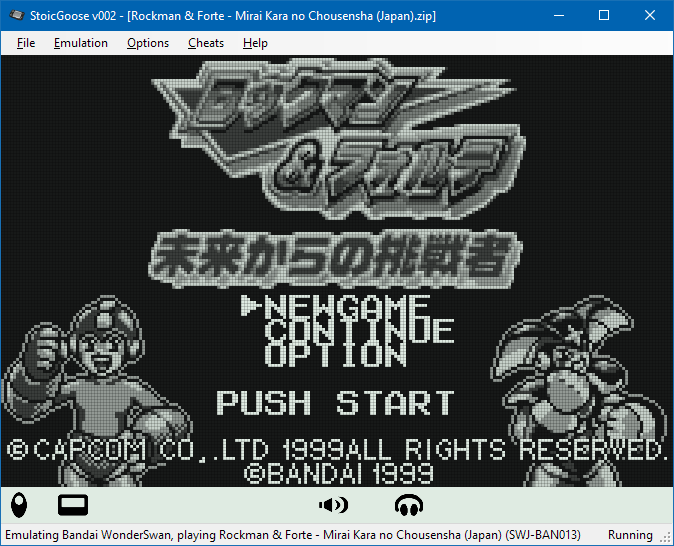 StoicGoose v002 - [Rockman & Forte - Mirai Kara no Chousensha (Japan).zip]
File Emulation Options Cheats Help
ロックマン
&フォルテ
未来からの挑戦者
NEWGAME
CONTINUE
OPTION
PUSH START
©CAPCOM CO,.LTD 1999ALL RIGHTS RESERVED.
©BANDAI 1999
Emulating Bandai WonderSwan, playing Rockman & Forte - Mirai Kara no Chousensha (Japan) (SWJ-BAN013) Running